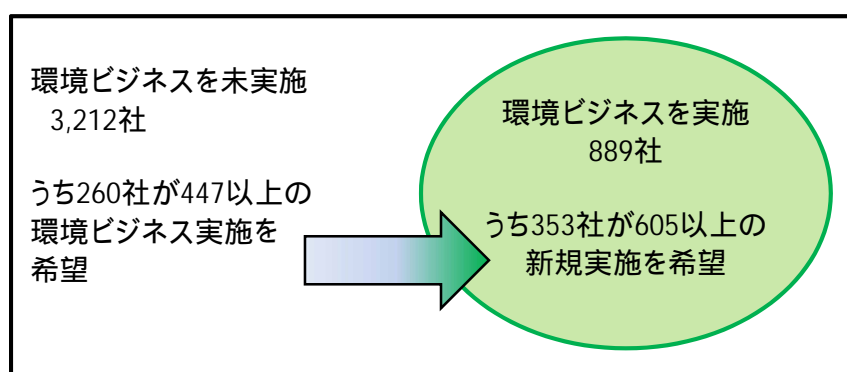 環境ビジネスを未実施
3,212社
うち260社が447以上の
環境ビジネス実施を
希望
環境ビジネスを実施
889社
うち353社が605以上の
新規実施を希望